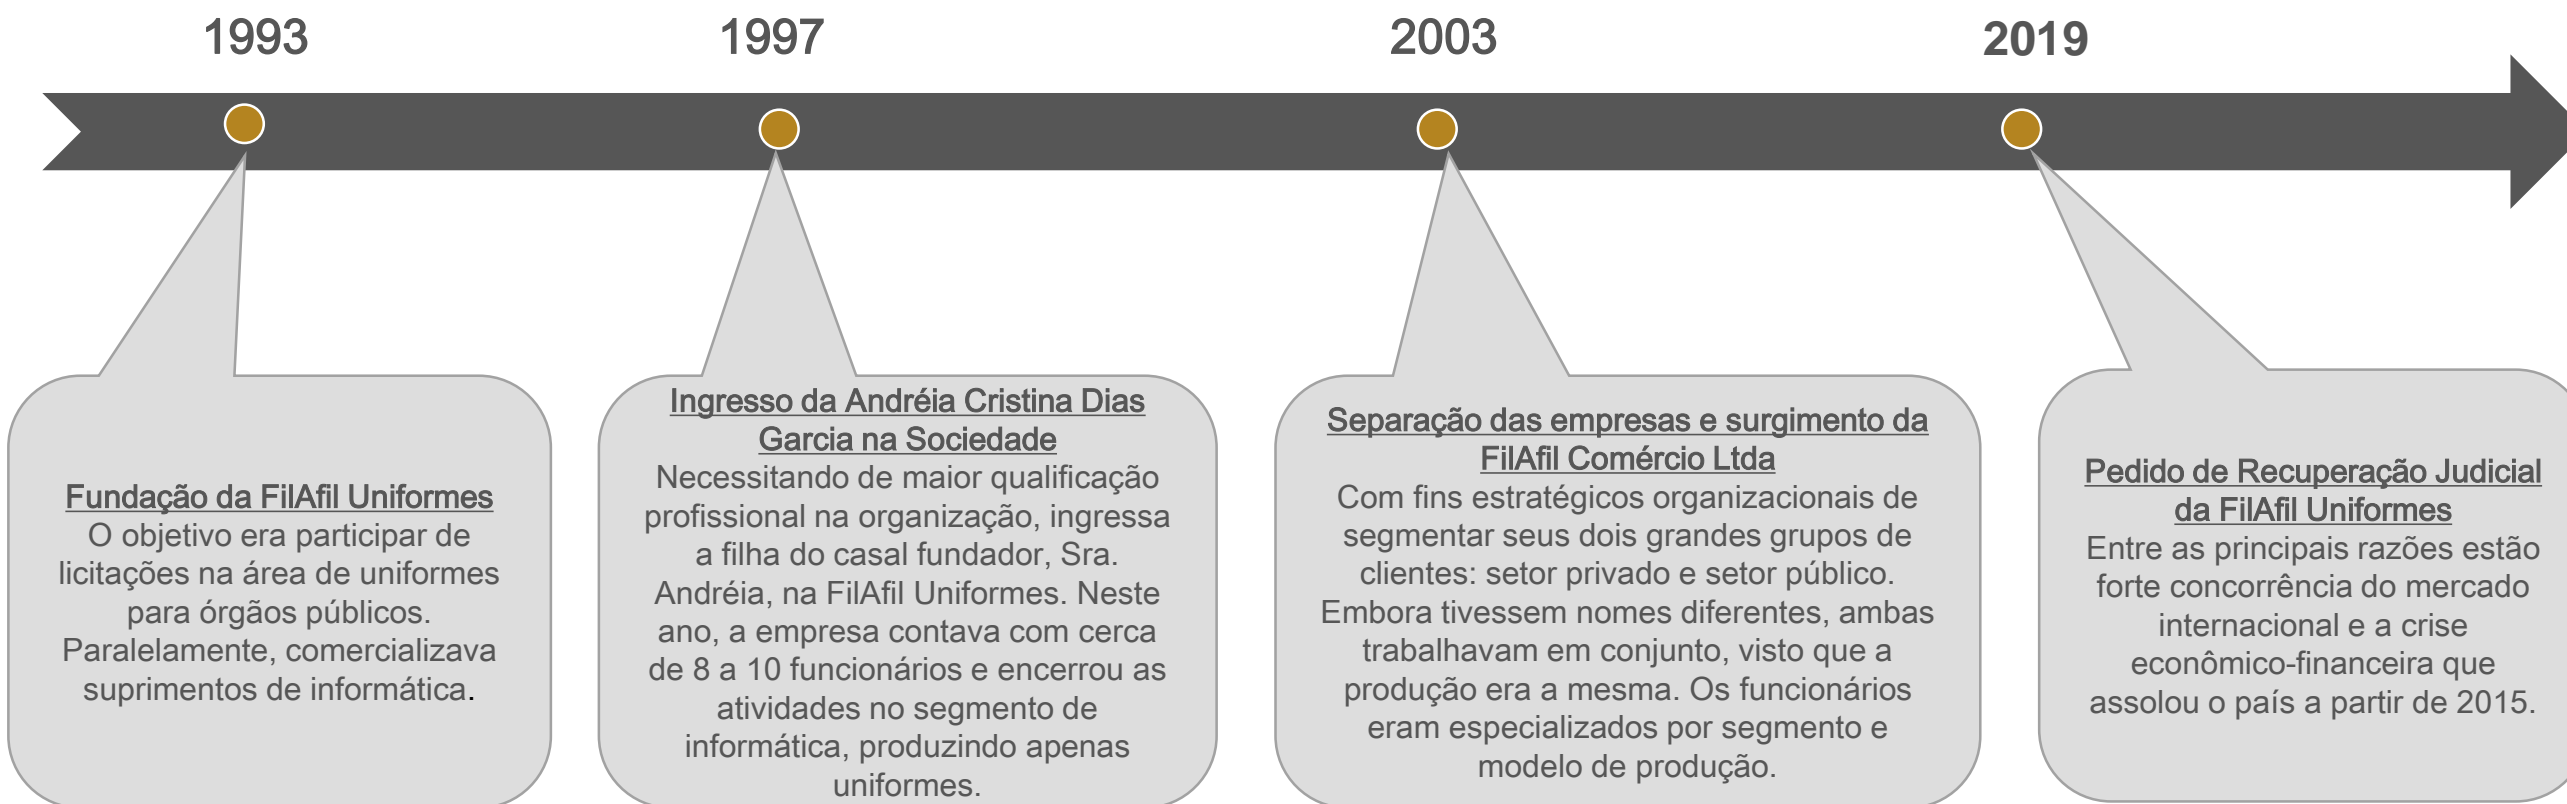 1993
1997
2003
2019
Fundação da FilAfil Uniformes
O objetivo era participar de
licitações na área de uniformes
para órgãos públicos.
Paralelamente, comercializava
suprimentos de informática.
Ingresso da Andréia Cristina Dias
Garcia na Sociedade
Necessitando de maior qualificação
profissional na organização, ingressa
a filha do casal fundador, Sra.
Andréia, na FilAfil Uniformes. Neste
ano, a empresa contava com cerca
de 8 a 10 funcionários e encerrou as
atividades no segmento de
informática, produzindo apenas
uniformes.
Separação das empresas e surgimento da
FilAfil Comércio Ltda
Com fins estratégicos organizacionais de
segmentar seus dois grandes grupos de
clientes: setor privado e setor público.
Embora tivessem nomes diferentes, ambas
trabalhavam em conjunto, visto que a
produção era a mesma. Os funcionários
eram especializados por segmento e
modelo de produção.
Pedido de Recuperação Judicial
da FilAfil Uniformes
Entre as principais razões estão
forte concorrência do mercado
internacional e a crise
econômico-financeira que
assolou o país a partir de 2015.